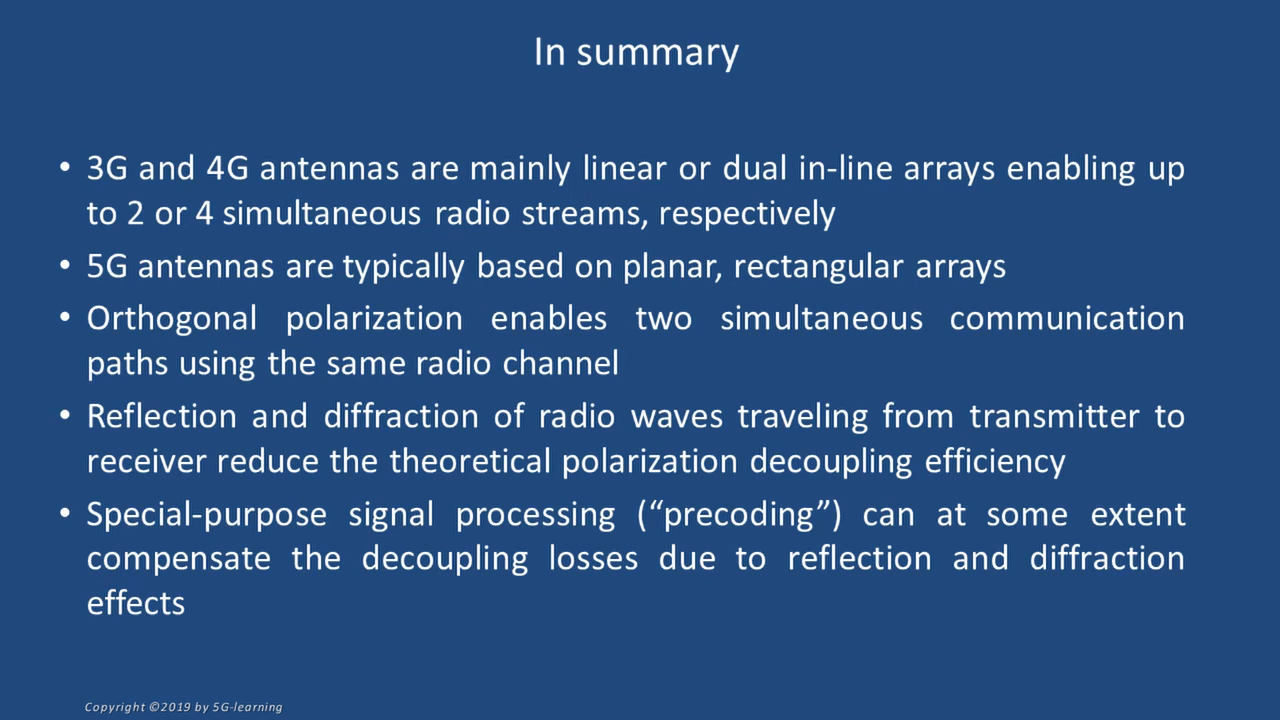 In summary
• 3G and 4G antennas are mainly linear or dual in-line arrays enabling up
to 2 or 4 simultaneous radio streams, respectively
• 5G antennas are typically based on planar, rectangular arrays
• Orthogonal polarization enables two simultaneous communication
paths using the same radio channel
• Reflection and diffraction of radio waves traveling from transmitter to
receiver reduce the theoretical polarization decoupling efficiency
• Special-purpose signal processing (“precoding”) can at some extent
compensate the decoupling losses due to reflection and diffraction
effects
Copyright ©2019 by 5G-learning